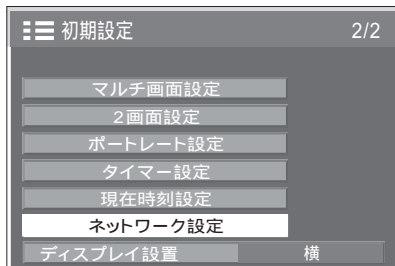 初期設定 2/2
マルチ画面設定
2画面設定
ポートレート設定
タイマー設定
現在時刻設定
ネットワーク設定
ディスプレイ設置 横